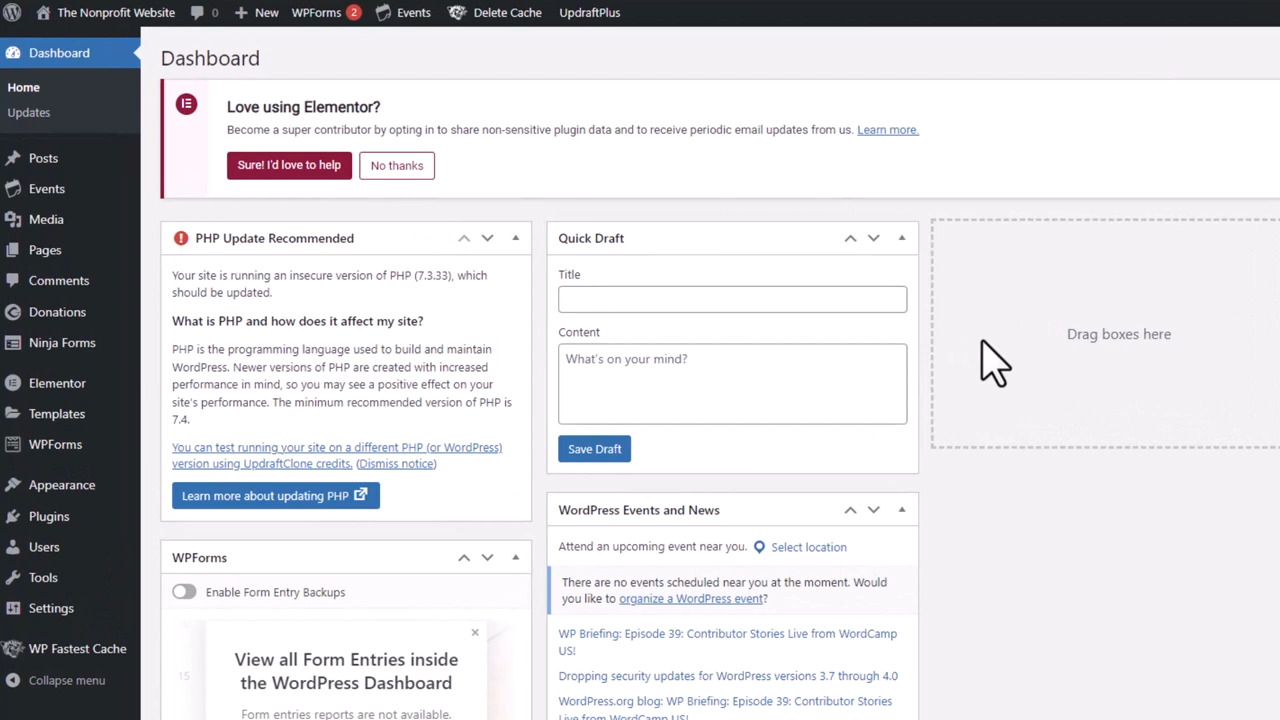 The Nonprofit Website
0
New
WPForms
2
Events
Delete Cache
UpdraftPlus
Dashboard
Home
Updates
Posts
Events
Media
Pages
Comments
Donations
Ninja Forms
Elementor
Templates
WPForms
Appearance
Plugins
Users
Tools
Settings
WP Fastest Cache
Collapse menu
Dashboard
Love using Elementor?
Become a super contributor by opting in to share non-sensitive plugin data and to receive periodic email updates from us. Learn more.
Sure! I'd love to help
No thanks
PHP Update Recommended
Your site is running an insecure version of PHP (7.3.33), which
should be updated.
What is PHP and how does it affect my site?
PHP is the programming language used to build and maintain
WordPress. Newer versions of PHP are created with increased
performance in mind, so you may see a positive effect on your
site's performance. The minimum recommended version of PHP is
7.4.
You can test running your site on a different PHP (or WordPress)
version using UpdraftClone credits. (Dismiss notice)
Learn more about updating PHP
WPForms
Enable Form Entry Backups
15
View all Form Entries inside
the WordPress Dashboard
Form entries reports are not available.
Quick Draft
Title
Content
What's on your mind?
Save Draft
WordPress Events and News
Attend an upcoming event near you.
Select location
There are no events scheduled near you at the moment. Would
you like to organize a WordPress event?
WP Briefing: Episode 39: Contributor Stories Live from WordCamp
US!
Dropping security updates for WordPress versions 3.7 through 4.0
WordPress.org blog: WP Briefing: Episode 39: Contributor Stories
Live from WordCamp US!
Drag boxes here